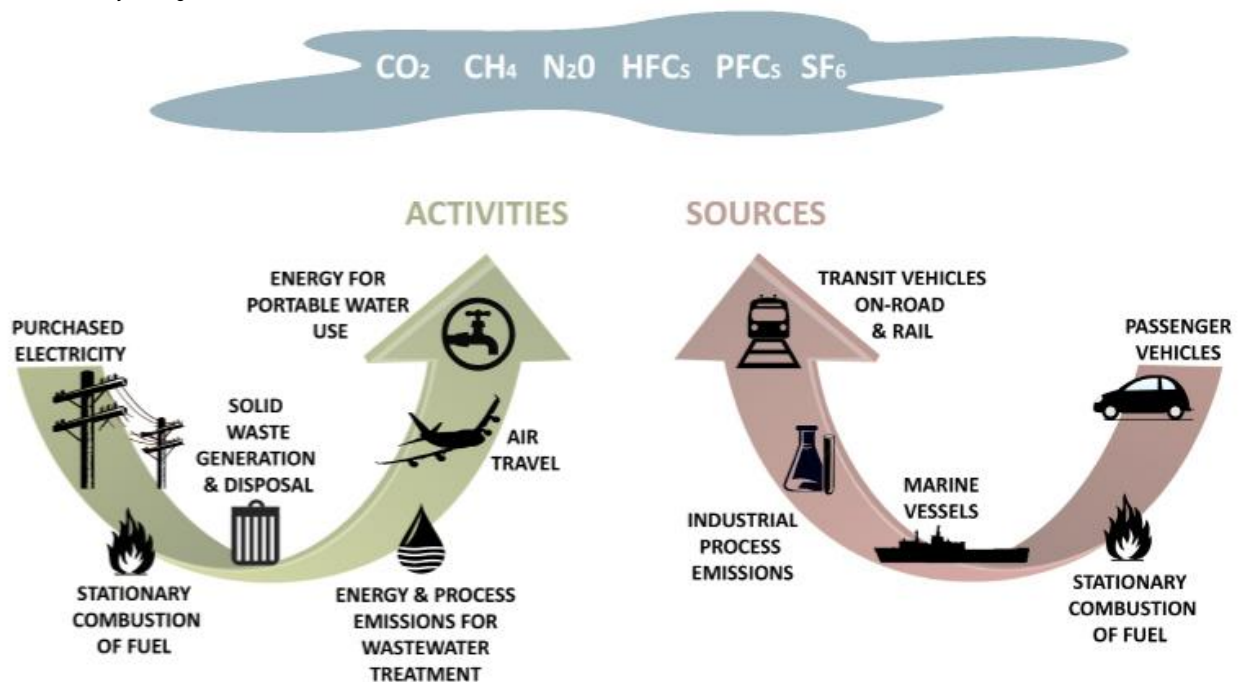 CO2 CH4 N20 HFCs PFCs SF6
ACTIVITIES
SOURCES
ENERGY FOR
PORTABLE WATER
USE
PURCHASED
ELECTRICITY
SOLID
WASTE
GENERATION
& DISPOSAL
AIR
TRAVEL
STATIONARY
COMBUSTION
OF FUEL
ENERGY & PROCESS
EMISSIONS FOR
WASTEWATER
TREATMENT
TRANSIT VEHICLES
ON-ROAD
& RAIL
PASSENGER
VEHICLES
INDUSTRIAL
PROCESS
EMISSIONS
MARINE
VESSELS
STATIONARY
COMBUSTION
OF FUEL